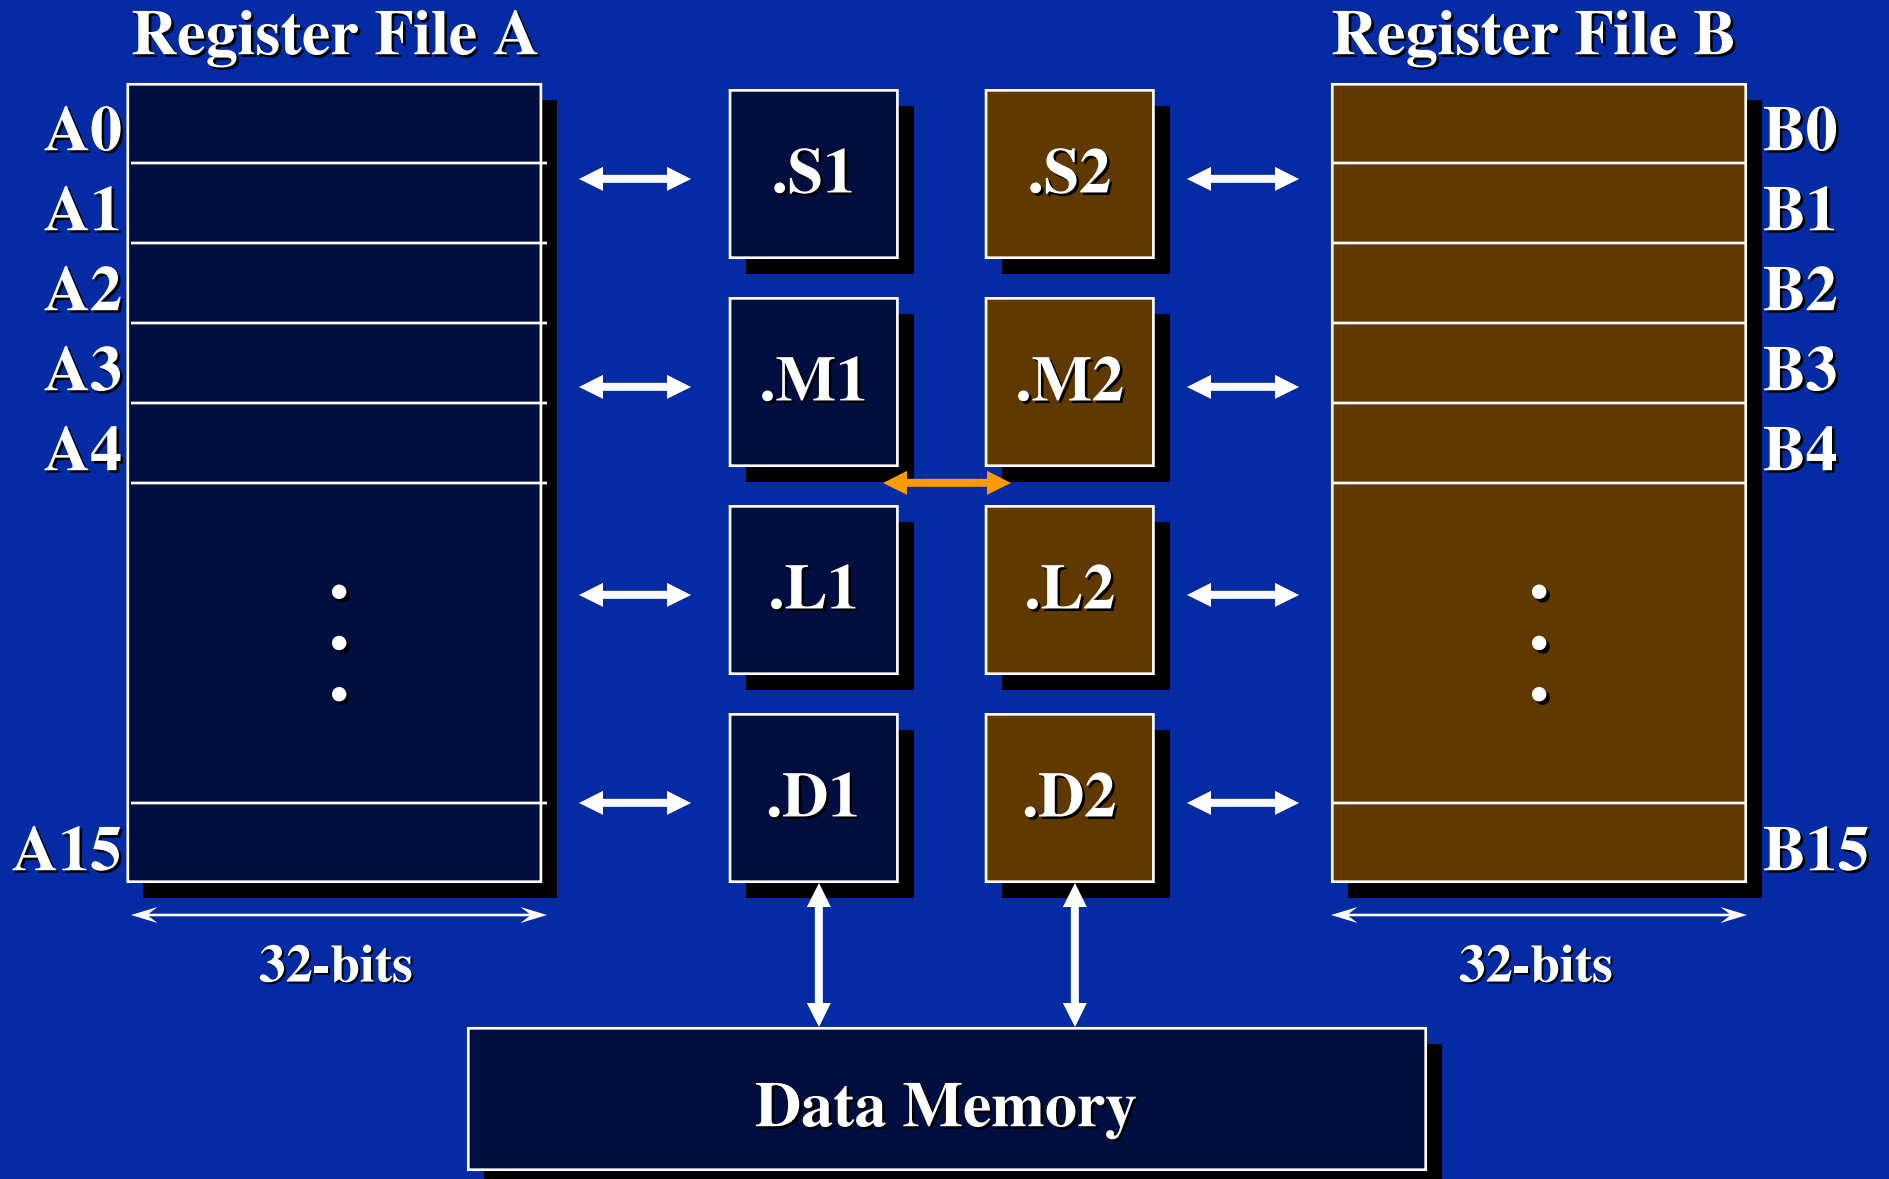 Register File A
Register File B
A0
.S1
.S2
B0
A1
B1
A2
B2
A3
.M1
.M2
B3
A4
B4
.L1
.L2
.D1
.D2
A15
B15
32-bits
32-bits
Data Memory